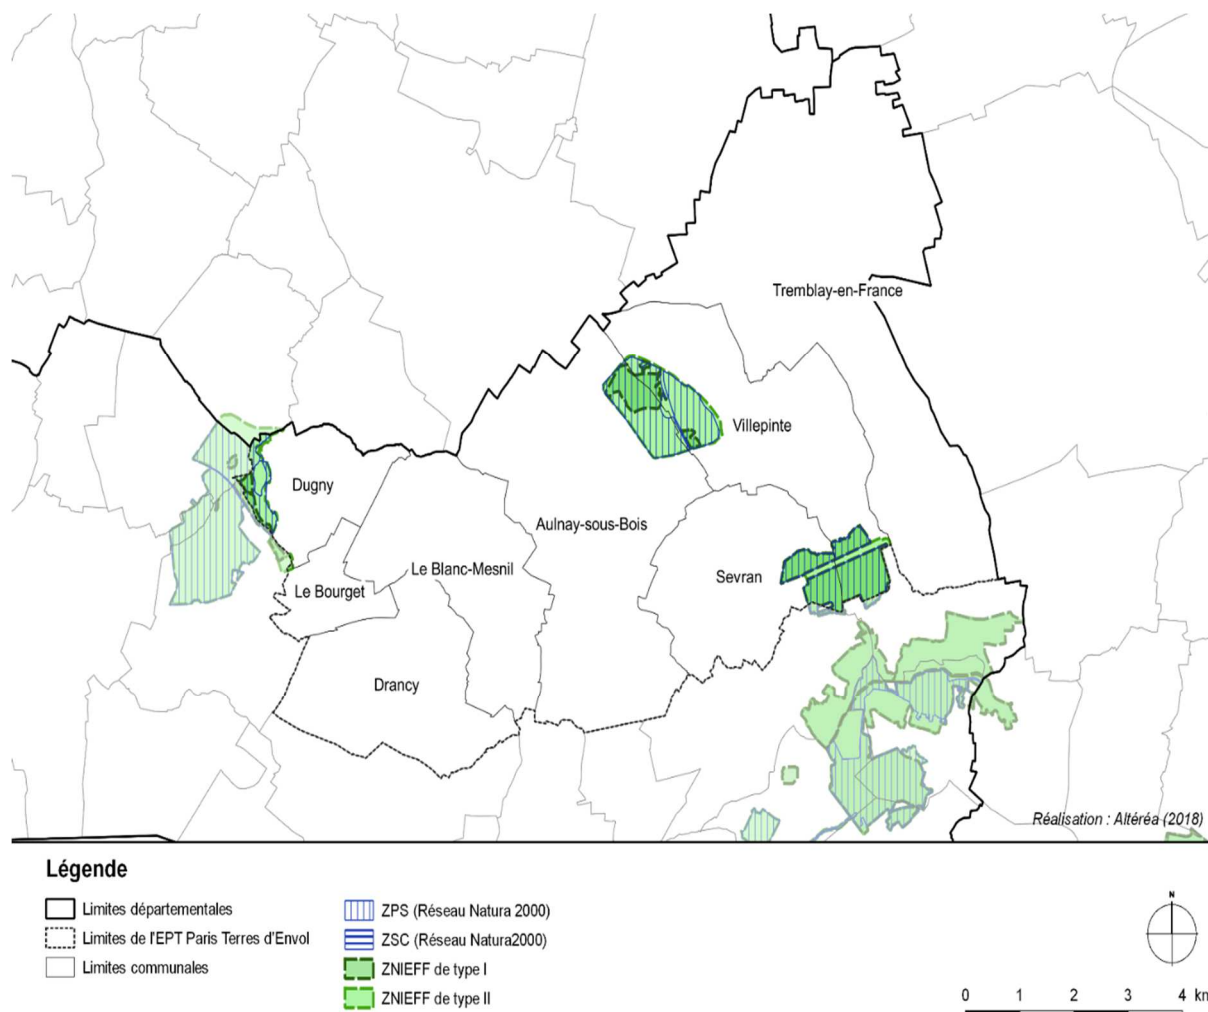 Tremblay-en-France
Villepinte
Dugny
Aulnay-sous-Bois
Le Blanc-Mesnil
Sevran
Le Bourget
Drancy
Réalisation : Altéréa (2018)
Légende
Limites départementales
Limites de l'EPT Paris Terres d'Envol
Limites communales
ZPS (Réseau Natura 2000)
ZSC (Réseau Natura2000)
ZNIEFF de type I
ZNIEFF de type II
N
0 1 2 3 4 km